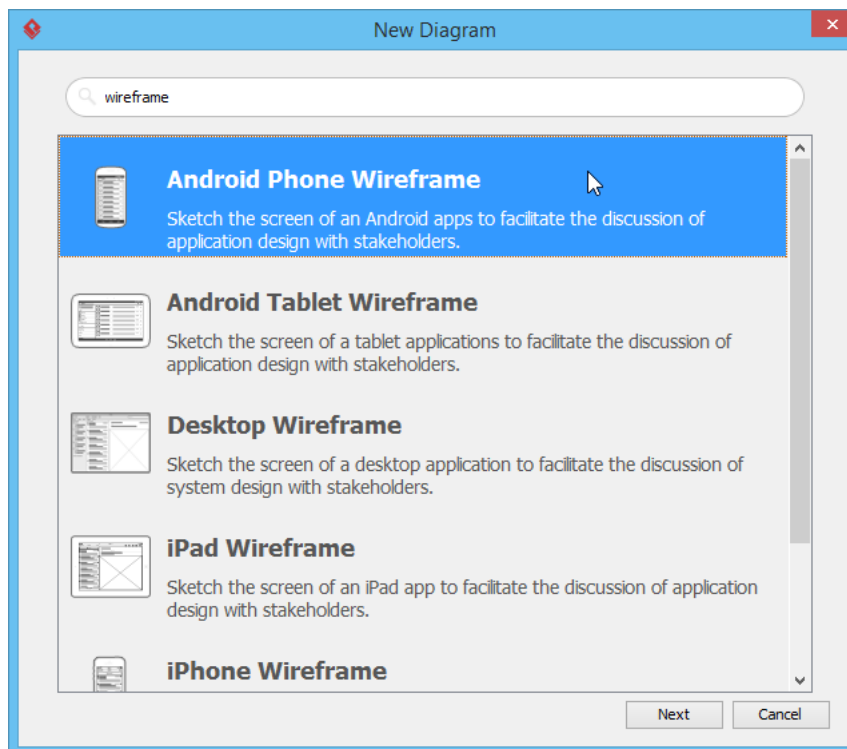 New Diagram
wireframe
Android Phone Wireframe
Sketch the screen of an Android apps to facilitate the discussion of
application design with stakeholders.
Android Tablet Wireframe
Sketch the screen of a tablet applications to facilitate the discussion of
application design with stakeholders.
Desktop Wireframe
Sketch the screen of a desktop application to facilitate the discussion of
system design with stakeholders.
iPad Wireframe
Sketch the screen of an iPad app to facilitate the discussion of application
design with stakeholders.
iPhone Wireframe
Next
Cancel